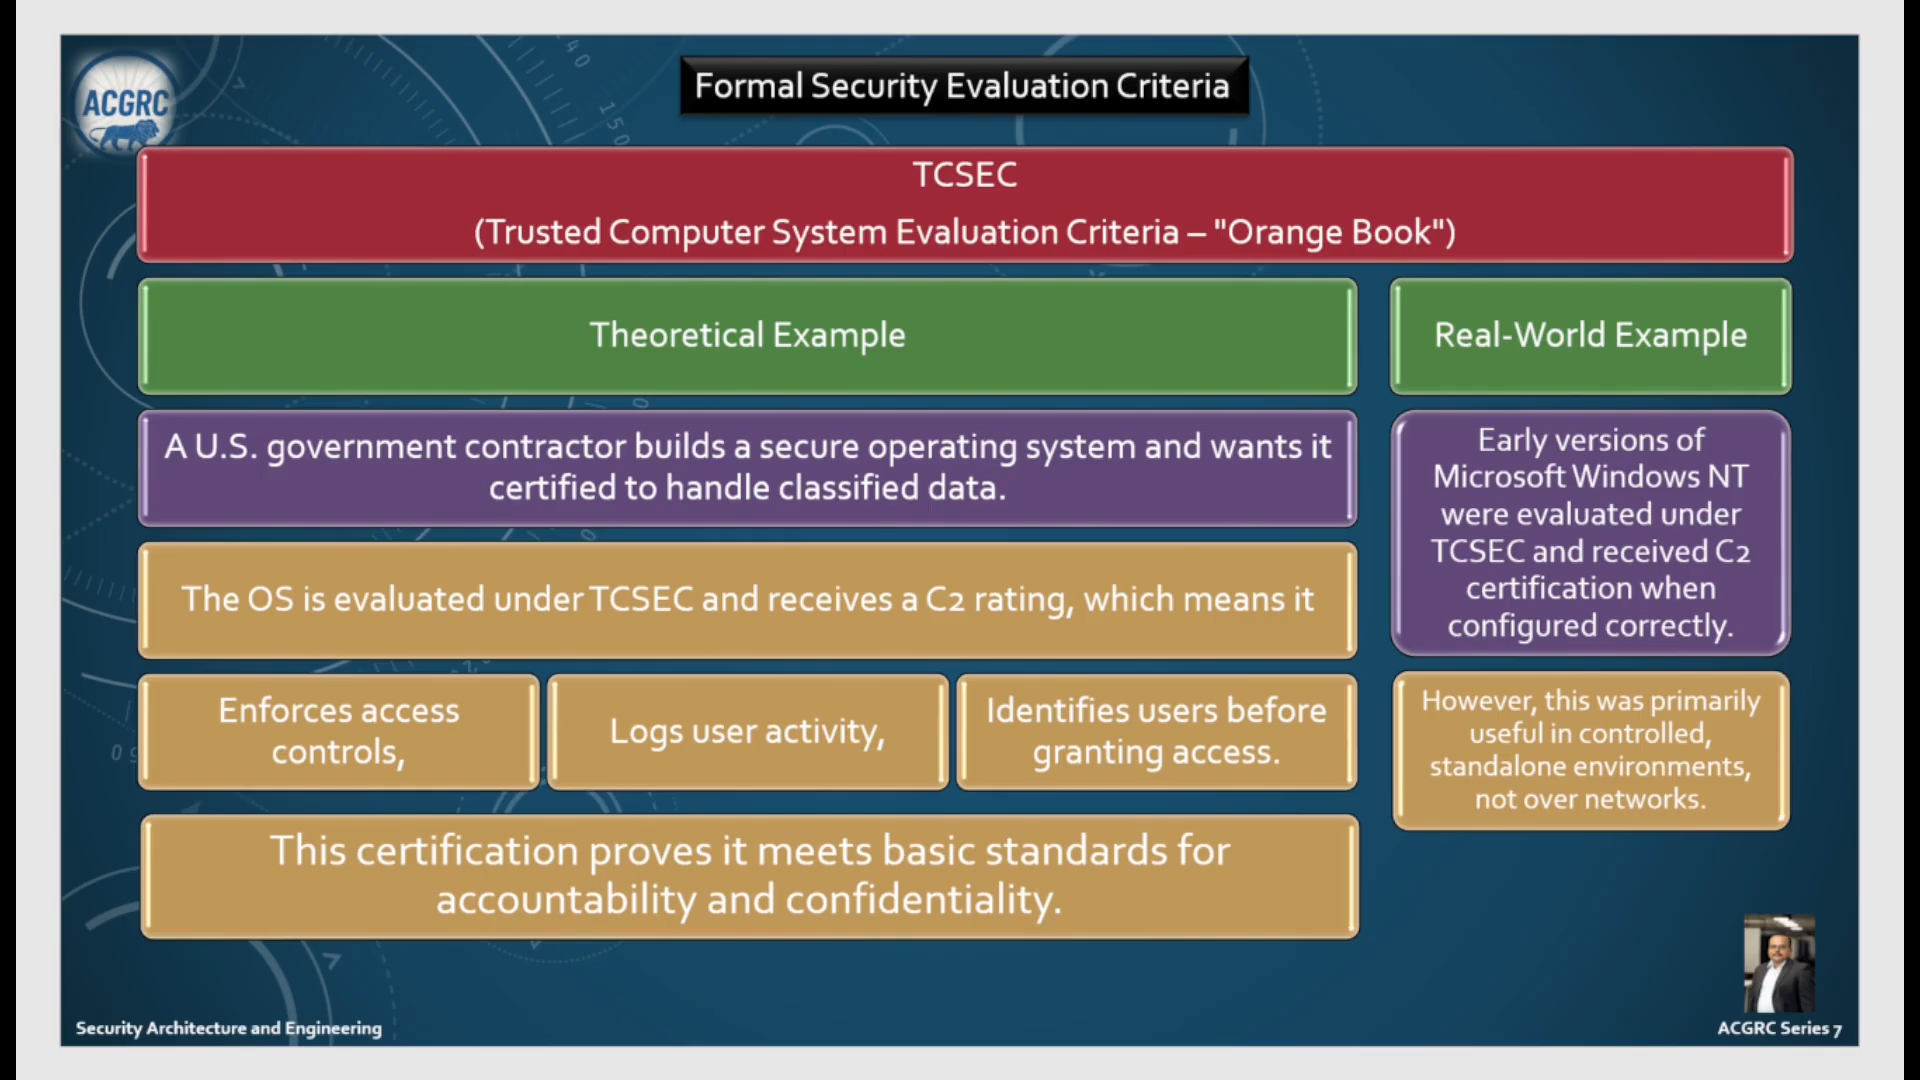 ACGRC
Formal Security Evaluation Criteria
TCSEC
(Trusted Computer System Evaluation Criteria – "Orange Book")
Theoretical Example
Real-World Example
A U.S. government contractor builds a secure operating system and wants it
certified to handle classified data.
Early versions of
Microsoft Windows NT
were evaluated under
TCSEC and received C2
certification when
configured correctly.
The OS is evaluated under TCSEC and receives a C2 rating, which means it
Enforces access
controls,
Logs user activity,
Identifies users before
granting access.
However, this was primarily
useful in controlled,
standalone environments,
not over networks.
This certification proves it meets basic standards for
accountability and confidentiality.
Security Architecture and Engineering
ACGRC Series 7